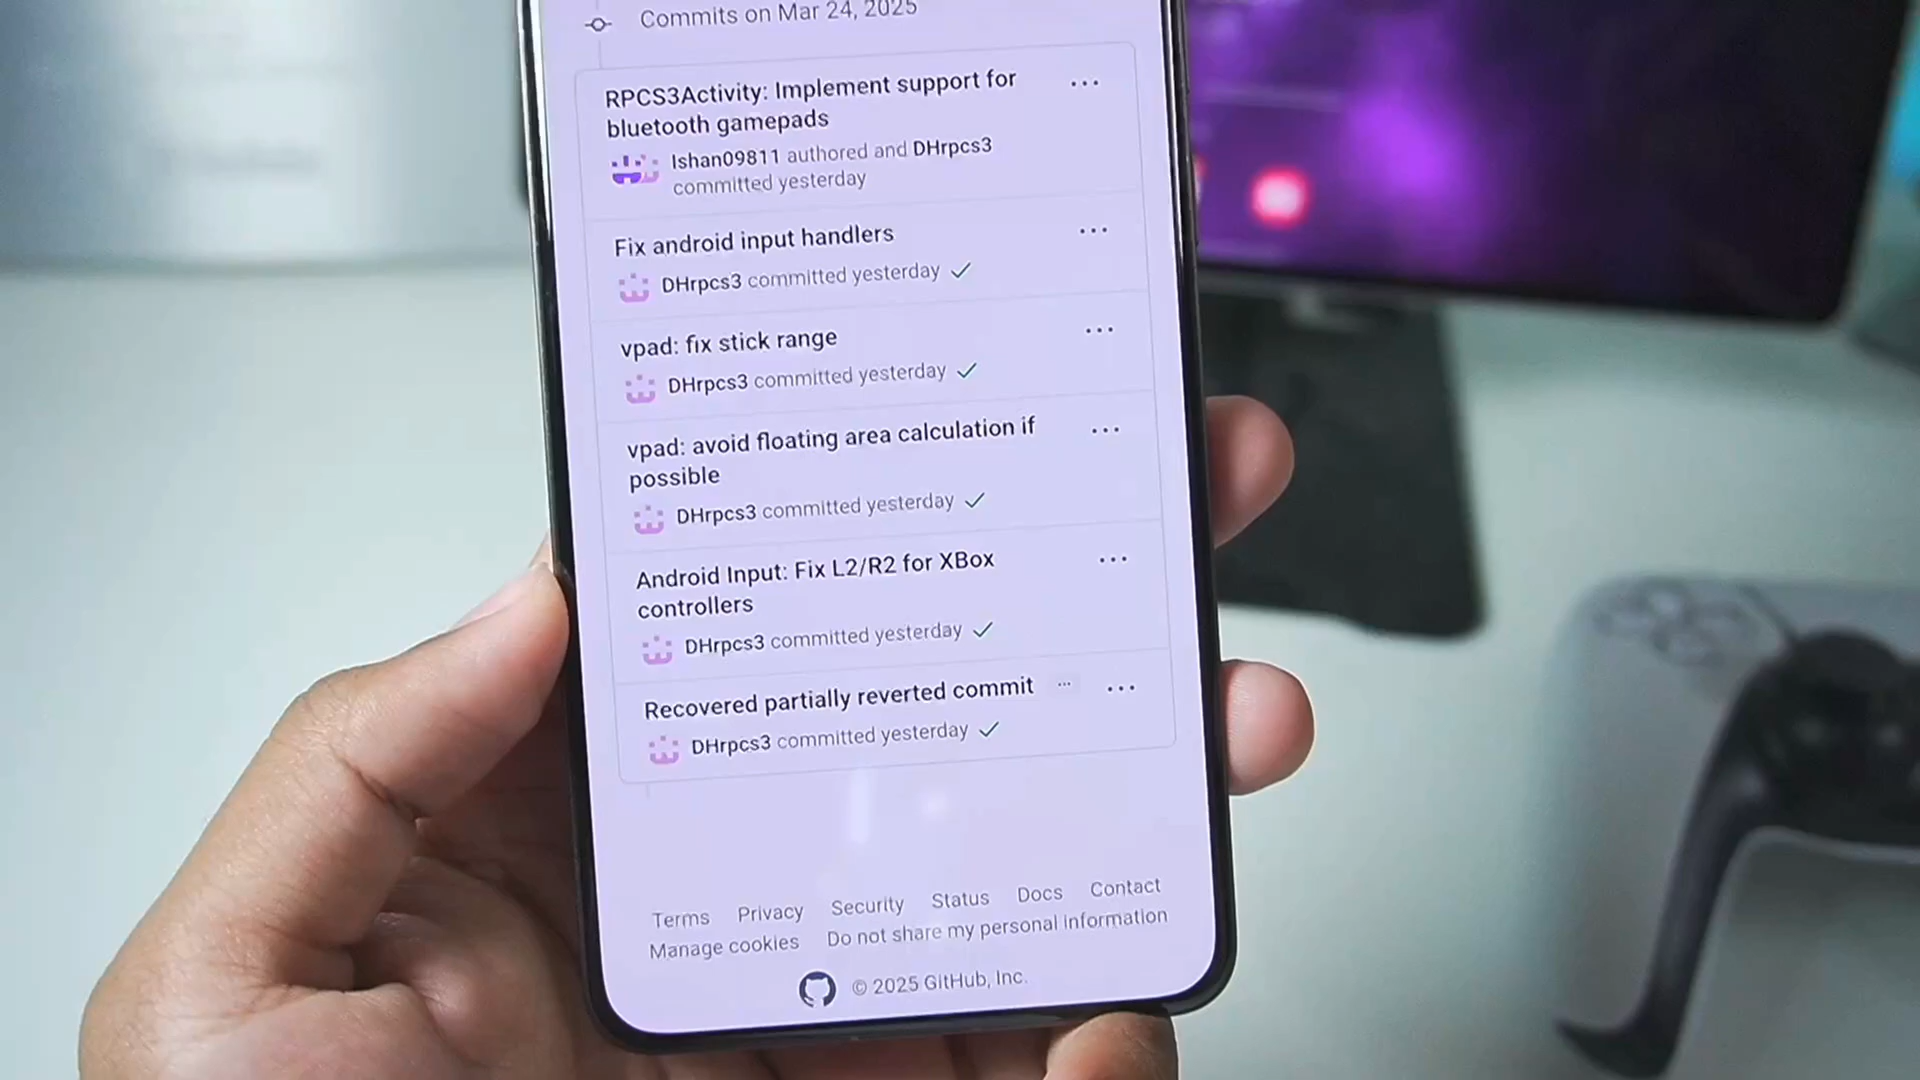 Commits on Mar 24, 2025
RPCS3Activity: Implement support for
bluetooth gamepads
Ishan09811 authored and DHrpcs3
committed yesterday
Fix android input handlers
DHrpcs3 committed yesterday
vpad: fix stick range
DHrpcs3 committed yesterday
vpad: avoid floating area calculation if
possible
DHrpcs3 committed yesterday
Android Input: Fix L2/R2 for XBox
controllers
DHrpcs3 committed yesterday
Recovered partially reverted commit ...
DHrpcs3 committed yesterday
Terms Privacy Security Status Docs Contact
Manage cookies Do not share my personal information
© 2025 GitHub, Inc.